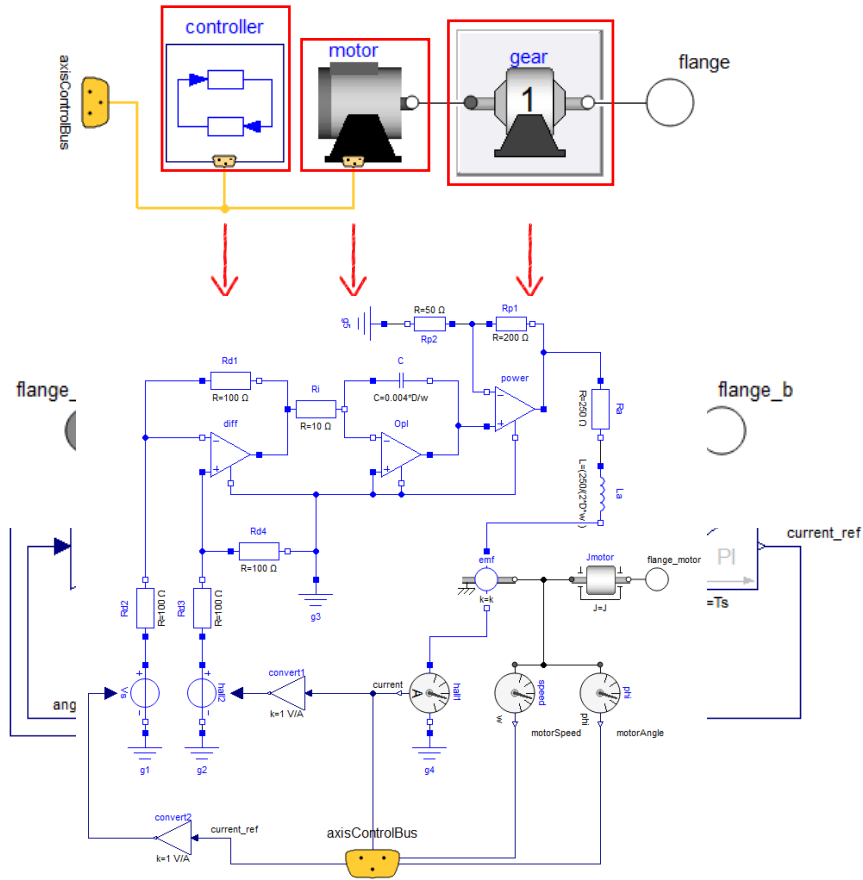 controller
motor
gear
flange
axisControlBus
1
g5
R=50 Ω
Rp2
Rp1
R=200 Ω
Rd1
R=100 Ω
Ri
R=10 Ω
C
C=0.004*D/w
power
diff
OpI
Ra
R=250 Ω
La
L=(250/(2*D*w))
flange_
flange_b
Rd4
R=100 Ω
g3
emf
k=k
Jmotor
J=J
flange_motor
PI
current_ref
=Ts
Rd2
R=100 Ω
Rd3
R=100 Ω
Vs
hall2
convert1
k=1 V/A
current
A
hall1
speed
w
phi
phi
ang
motorSpeed
motorAngle
g1
g2
g4
convert2
k=1 V/A
current_ref
axisControlBus